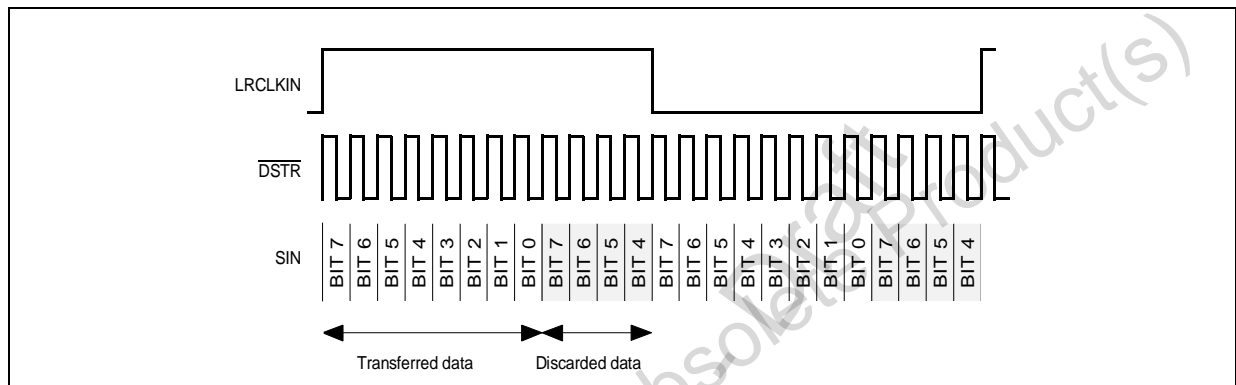 LRCLKIN
DSTR
SIN
BIT 7 BIT 6 BIT 5 BIT 4 BIT 3 BIT 2 BIT 1 BIT 0 BIT 7 BIT 6 BIT 5 BIT 4 BIT 7 BIT 6 BIT 5 BIT 4 BIT 3 BIT 2 BIT 1 BIT 0 BIT 7 BIT 6 BIT 5 BIT 4
Transferred data Discarded data
Draft
Product(s)